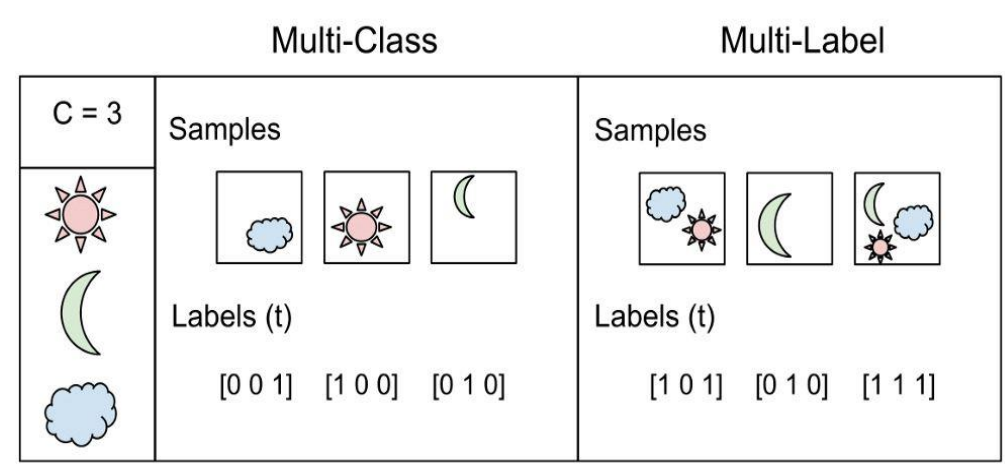 Multi-Class
Multi-Label
C = 3
Samples
Labels (t)
[0 0 1] [1 0 0] [0 1 0]
Samples
Labels (t)
[1 0 1] [0 1 0] [1 1 1]